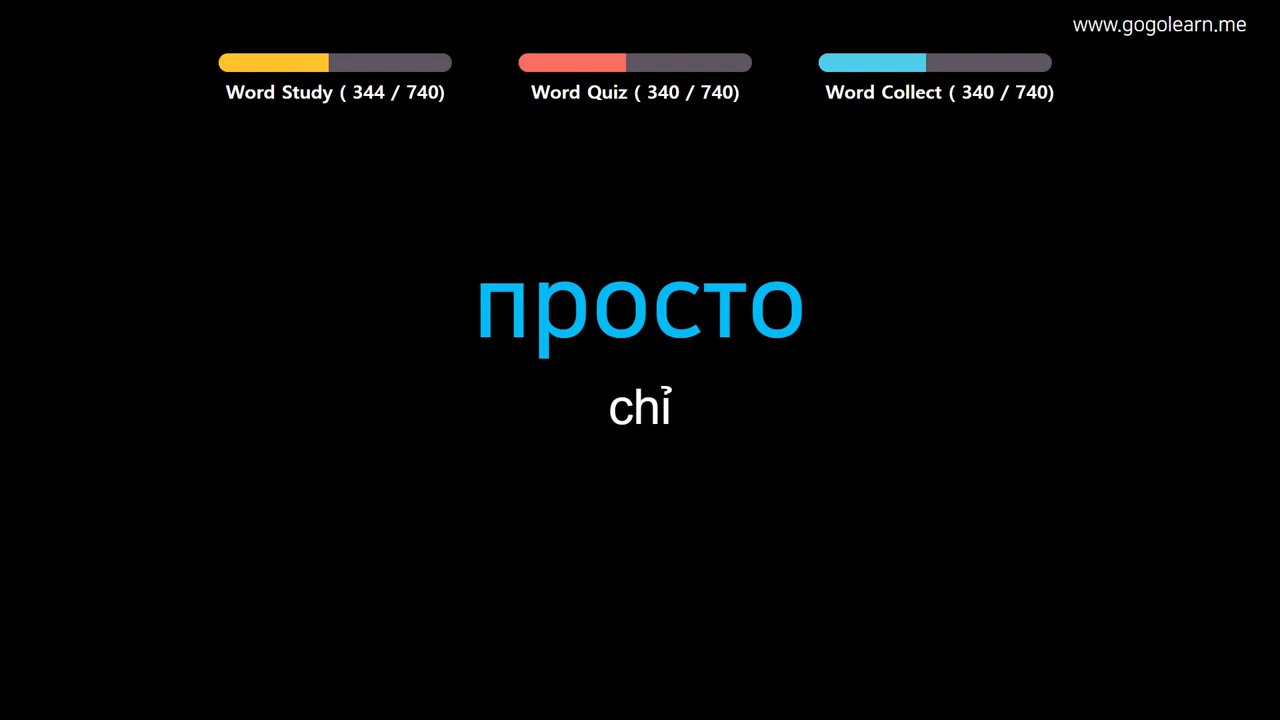 www.gogolearn.me
Word Study ( 344 / 740)
Word Quiz ( 340 / 740)
Word Collect ( 340 / 740)
просто
chỉ